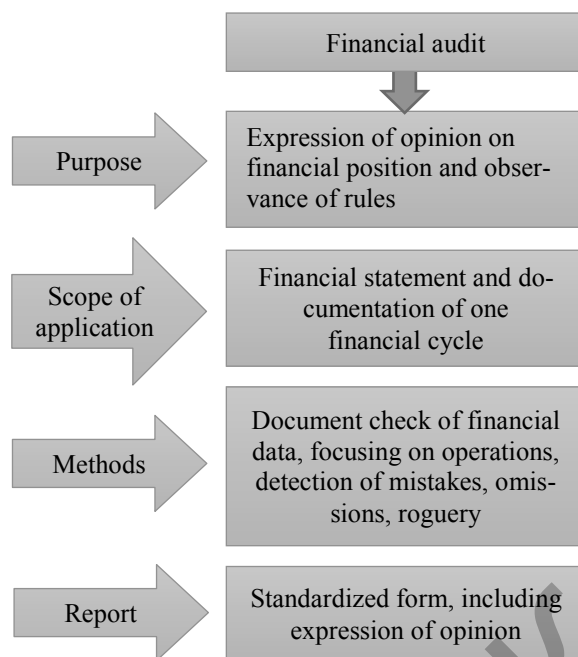 Financial audit
Purpose
Expression of opinion on
financial position and obser-
vance of rules
Scope of
application
Financial statement and do-
cumentation of one
financial cycle
Methods
Document check of financial
data, focusing on operations,
detection of mistakes, omis-
sions, roguery
Report
Standardized form, including
expression of opinion